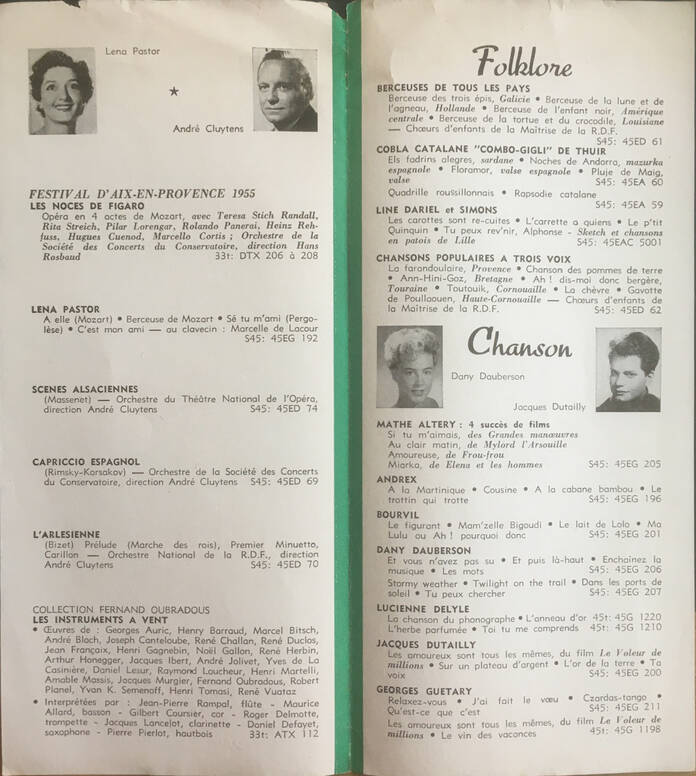 Lena Pastor
★
André Cluytens
FESTIVAL D'AIX-EN-PROVENCE 1955
LES NOCES DE FIGARO
Opéra en 4 actes de Mozart, avec Teresa Stich Randall,
Rita Streich, Pilar Lorengar, Rolando Panerai, Heinz Reh-
fuss, Hugues Cuenod, Marcello Cortis ; Orchestre de la
Société des Concerts du Conservatoire, direction Hans
Rosbaud 33t: DTX 206 à 208
LENA PASTOR
A elle (Mozart) • Berceuse de Mozart • Sé tu m'ami (Pergo-
lèse) • C'est mon ami — au clavecin : Marcelle de Lacour
S45: 45EG 192
SCENES ALSACIENNES
(Massenet) — Orchestre du Théâtre National de l'Opéra,
direction André Cluytens S45: 45ED 74
CAPRICCIO ESPAGNOL
(Rimsky-Korsakov) — Orchestre de la Société des Concerts
du Conservatoire, direction André Cluytens S45: 45ED 69
L'ARLESIENNE
(Bizet) Prélude (Marche des rois), Premier Minuetto,
Carillon — Orchestre National de la R.D.F., direction
André Cluytens S45: 45ED 70
COLLECTION FERNAND OUBRADOUS
LES INSTRUMENTS A VENT
• Œuvres de : Georges Auric, Henry Barraud, Marcel Bitsch,
André Bloch, Joseph Canteloube, René Challan, René Duclos,
Jean Françaix, Henri Gagnebin, Noël Gallon, René Herbin,
Arthur Honegger, Jacques Ibert, André Jolivet, Yves de La
Casinière, Daniel Lesur, Raymond Loucheur, Henri Martelli,
Amable Massis, Jacques Murgier, Fernand Oubradous, Robert
Planel, Yvan K. Semenoff, Henri Tomasi, René Vuataz
• Interprétées par : Jean-Pierre Rampal, flûte - Maurice
Allard, basson - Gilbert Coursier, cor - Roger Delmotte,
trompette - Jacques Lancelot, clarinette - Daniel Defayet,
saxophone - Pierre Pierlot, hautbois 33t: ATX 112
Folklore
BERCEUSES DE TOUS LES PAYS
Berceuse des trois épis, Galicie • Berceuse de la lune et de
l'agneau, Hollande • Berceuse de l'enfant noir, Amérique
centrale • Berceuse de la tortue et du crocodile, Louisiane
— Chœurs d'enfants de la Maîtrise de la R.D.F.
S45: 45ED 61
COBLA CATALANE "COMBO-GIGLI" DE THUIR
Els fadrins alegres, sardane • Noches de Andorra, mazurka
espagnole • Floramor, valse espagnole • Pluje de Maig,
valse S45: 45EA 60
Quadrille roussillonnais • Rapsodie catalane
S45: 45EA 59
LINE DARIEL et SIMONS
Les carottes sont re-cuites • L'carrette a quiens • Le p'tit
Quinquin • Tu peux rev'nir, Alphonse - Sketch et chansons
en patois de Lille S45: 45EAC 5001
CHANSONS POPULAIRES A TROIS VOIX
La farandoulaire, Provence • Chanson des pommes de terre
• Ann-Hini-Goz, Bretagne • Ah ! dis-moi donc bergère,
Touraine • Toutouik, Cornouaille • La chèvre • Gavotte
de Poullaouen, Haute-Cornouaille — Chœurs d'enfants de
la Maîtrise de la R.D.F. S45: 45ED 62
Chanson
Dany Dauberson
Jacques Dutailly
MATHE ALTERY : 4 succès de films
Si tu m'aimais, des Grandes manœuvres
Au clair matin, de Mylord l'Arsouille
Amoureuse, de Frou-frou
Miarka, de Elena et les hommes S45: 45EG 205
ANDREX
A la Martinique • Cousine • A la cabane bambou • Le
trottin qui trotte S45: 45EG 196
BOURVIL
Le figurant • Mam'zelle Bigoudi • Le lait de Lolo • Ma
Lulu ou Ah ! pourquoi donc S45: 45EG 201
DANY DAUBERSON
Et vous n'avez pas su • Et puis là-haut • Enchaînez la
musique • Les mots S45: 45EG 206
Stormy weather • Twilight on the trail • Dans les ports de
soleil • Tu peux chercher S45: 45EG 207
LUCIENNE DELYLE
La chanson du phonographe • L'anneau d'or 45t: 45G 1220
L'herbe parfumée • Toi tu me comprends 45t: 45G 1210
JACQUES DUTAILLY
Les amoureux sont tous les mêmes, du film Le Voleur de
millions • Sur un plateau d'argent • L'or de la terre • Ta
voix S45: 45EG 200
GEORGES GUETARY
Relaxez-vous • J'ai fait le vœu • Czardas-tango •
Qu'est-ce que c'est S45: 45EG 211
Les amoureux sont tous les mêmes, du film Le Voleur de
millions • Le vin des vacances 45t: 45G 1198